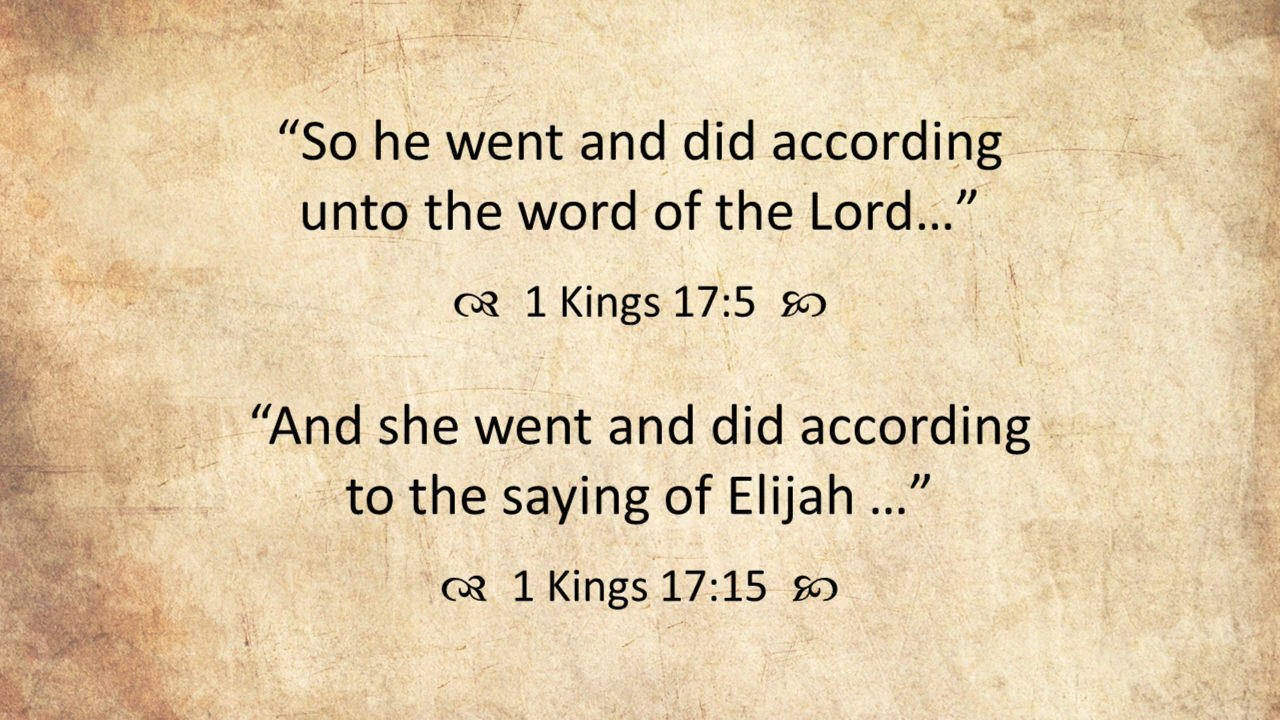 “So he went and did according
unto the word of the Lord…”
1 Kings 17:5
“And she went and did according
to the saying of Elijah …”
1 Kings 17:15